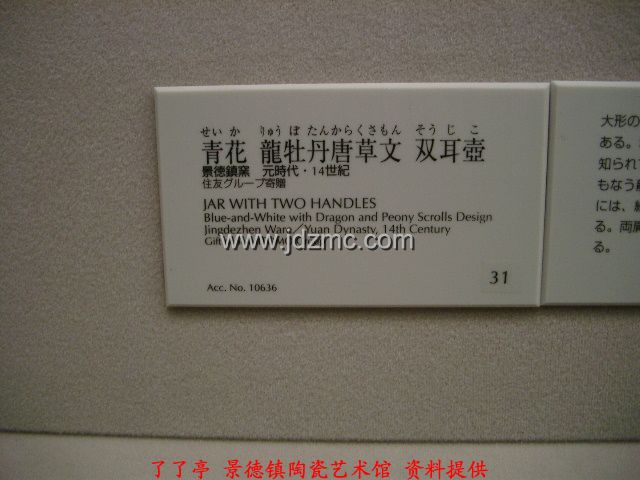 せいか りゅうぼたんからくさもん そうじこ
青花 龍牡丹唐草文 双耳壺
景徳鎮窯 元時代・14世紀
住友グループ寄贈
JAR WITH TWO HANDLES
Blue-and-White with Dragon and Peony Scrolls Design
Jingdezhen Ware, Yuan Dynasty, 14th Century
Gift
www.jdzmc.com
Acc. No. 10636
31
大形の
ある。
知られ
もなう
には、
る。両肩
る。
了了亭 景德镇陶瓷艺术馆 资料提供